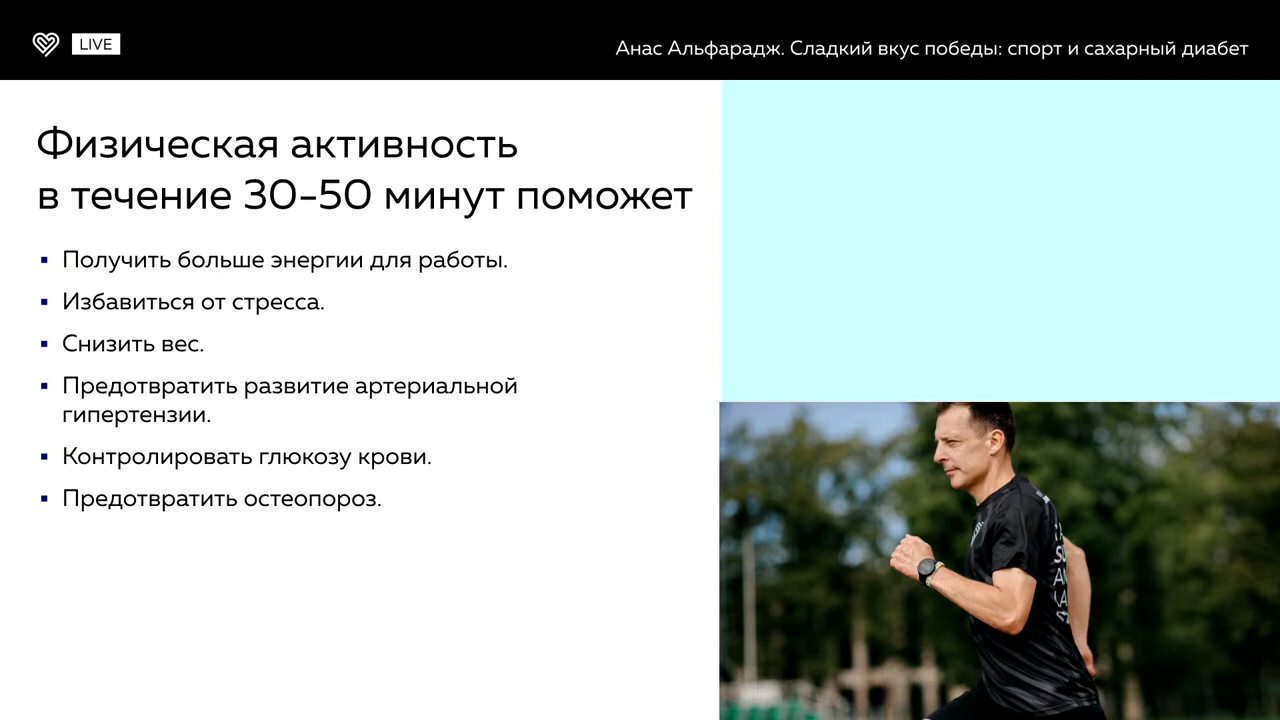 LIVE
Анас Альфарадж. Сладкий вкус победы: спорт и сахарный диабет
Физическая активность
в течение 30-50 минут поможет
▪ Получить больше энергии для работы.
▪ Избавиться от стресса.
▪ Снизить вес.
▪ Предотвратить развитие артериальной
гипертензии.
▪ Контролировать глюкозу крови.
▪ Предотвратить остеопороз.